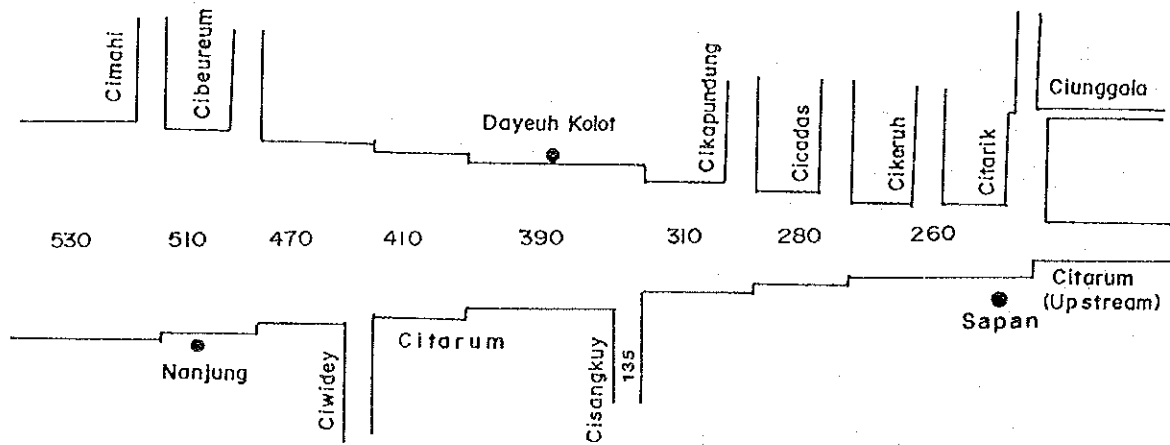 Cimahi
Cibeureum
Dayeuh Kolot
Cikapundung
Cicadas
Cikeruh
Citarik
Ciunggala
530
510
470
410
390
310
280
260
Nanjung
Ciwidey
Citarum
Cisangkuy
135
Sapan
Citarum
(Upstream)